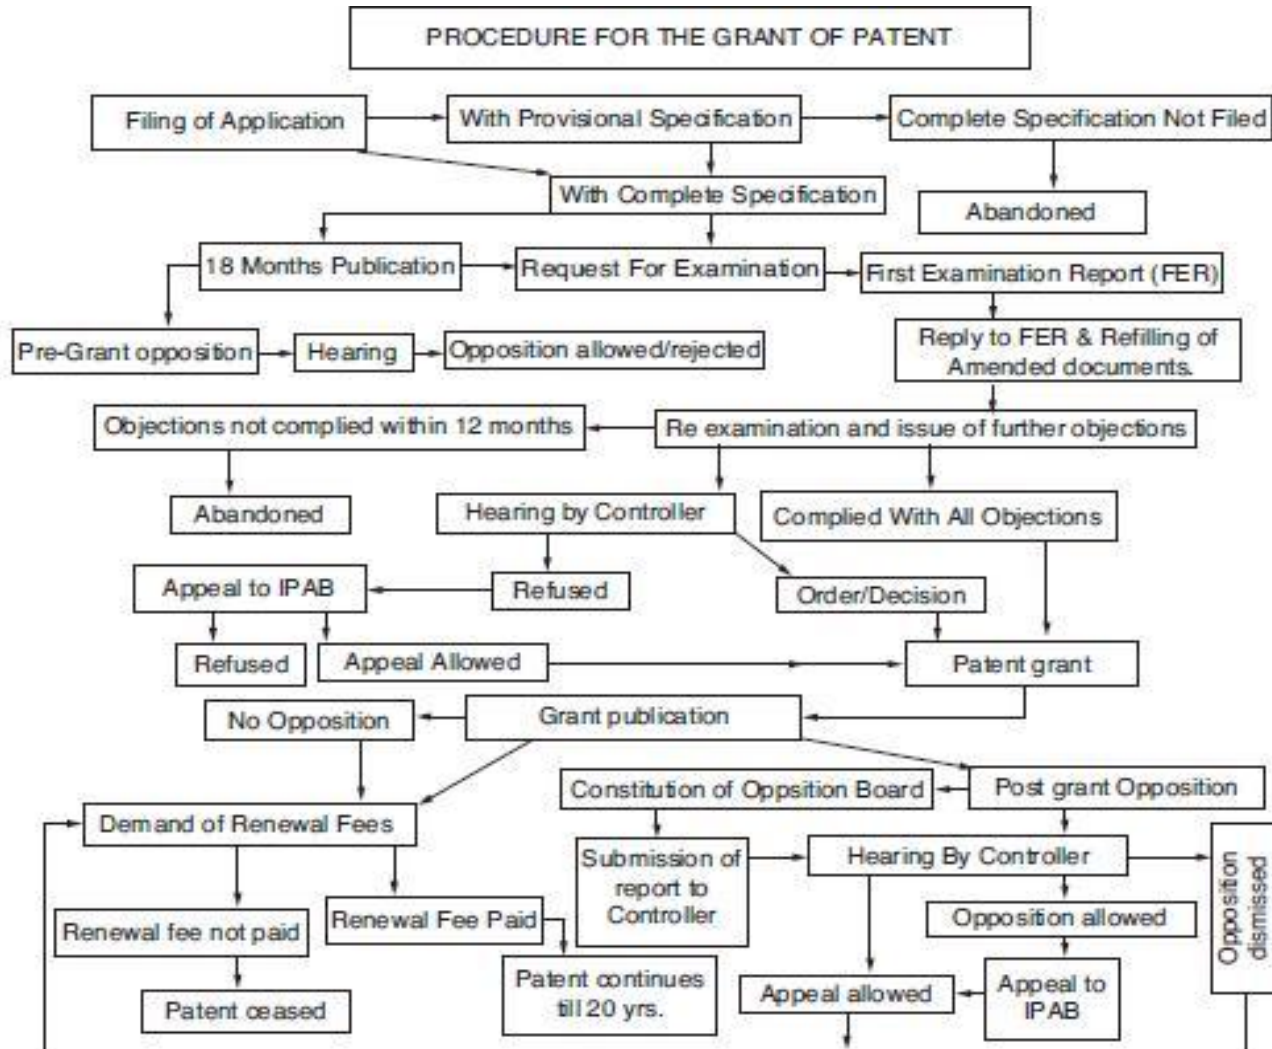 PROCEDURE FOR THE GRANT OF PATENT
Filing of Application
With Provisional Specification
Complete Specification Not Filed
With Complete Specification
Abandoned
18 Months Publication
Request For Examination
First Examination Report (FER)
Pre-Grant opposition
Hearing
Opposition allowed/rejected
Reply to FER & Refilling of
Amended documents.
Objections not complied within 12 months
Re examination and issue of further objections
Abandoned
Hearing by Controller
Complied With All Objections
Appeal to IPAB
Refused
Order/Decision
Refused
Appeal Allowed
Patent grant
No Opposition
Grant publication
Constitution of Oppsition Board
Post grant Opposition
Demand of Renewal Fees
Submission of
report to
Controller
Hearing By Controller
Opposition
dismissed
Renewal fee not paid
Renewal Fee Paid
Opposition allowed
Patent ceased
Patent continues
till 20 yrs.
Appeal allowed
Appeal to
IPAB